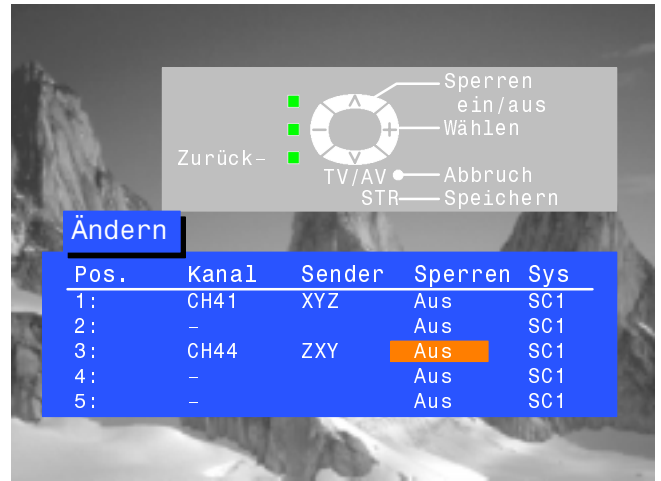 Sperren
ein/aus
Wählen
Zurück-
TV/AV Abbruch
STR Speichern
Ändern
Pos. Kanal Sender Sperren Sys
1: CH41 XYZ Aus SC1
2: - Aus SC1
3: CH44 ZXY Aus SC1
4: - Aus SC1
5: - Aus SC1